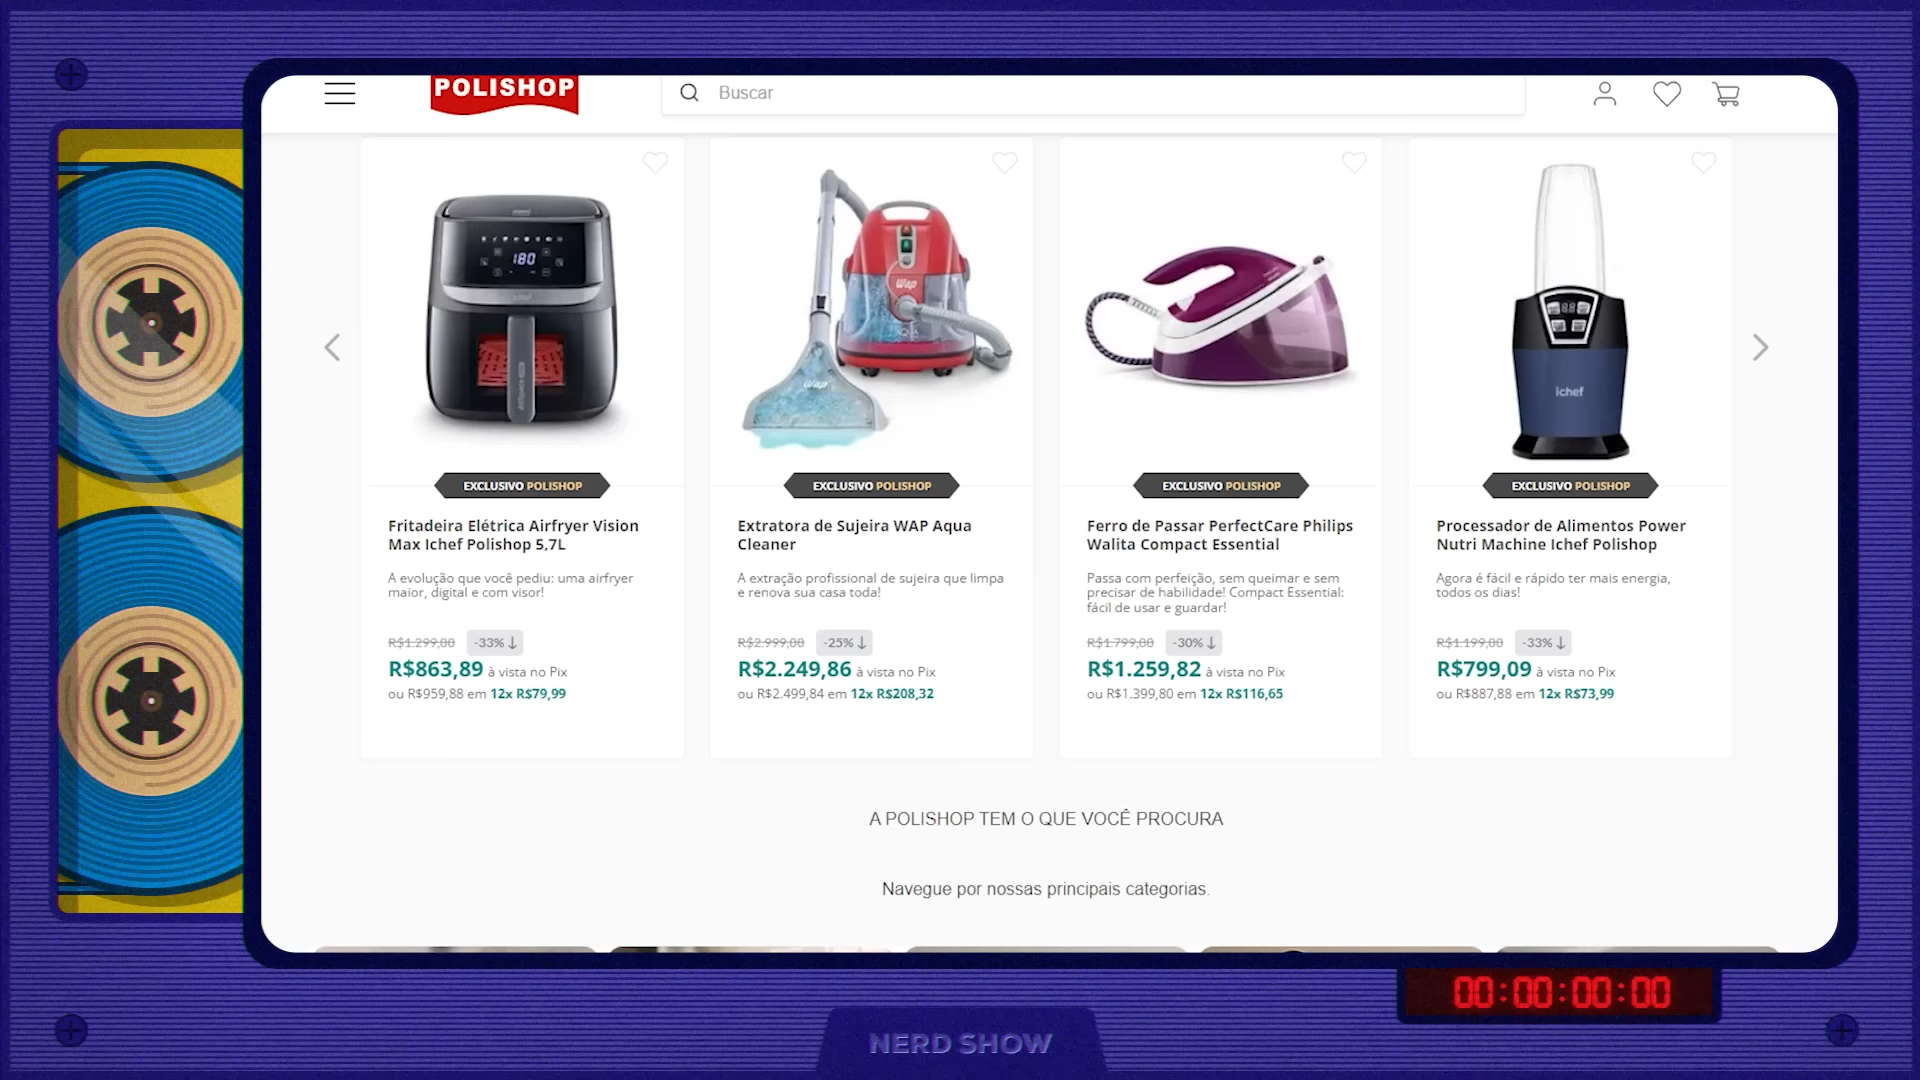 POLISHOP
Buscar
180
Wap
Wap
ichef
EXCLUSIVO POLISHOP
EXCLUSIVO POLISHOP
EXCLUSIVO POLISHOP
EXCLUSIVO POLISHOP
Fritadeira Elétrica Airfryer Vision
Max Ichef Polishop 5,7L
A evolução que você pediu: uma airfryer
maior, digital e com visor!
R$1.299,00 -33%↓
R$863,89 à vista no Pix
ou R$959,88 em 12x R$79,99
Extratora de Sujeira WAP Aqua
Cleaner
A extração profissional de sujeira que limpa
e renova sua casa toda!
R$2.999,00 -25%↓
R$2.249,86 à vista no Pix
ou R$2.499,84 em 12x R$208,32
Ferro de Passar PerfectCare Philips
Walita Compact Essential
Passa com perfeição, sem queimar e sem
precisar de habilidade! Compact Essential:
fácil de usar e guardar!
R$1.799,00 -30%↓
R$1.259,82 à vista no Pix
ou R$1.399,80 em 12x R$116,65
Processador de Alimentos Power
Nutri Machine Ichef Polishop
Agora é fácil e rápido ter mais energia,
todos os dias!
R$1.199,00 -33%↓
R$799,09 à vista no Pix
ou R$887,88 em 12x R$73,99
A POLISHOP TEM O QUE VOCÊ PROCURA
Navegue por nossas principais categorias.
00:00:00:00
NERD SHOW